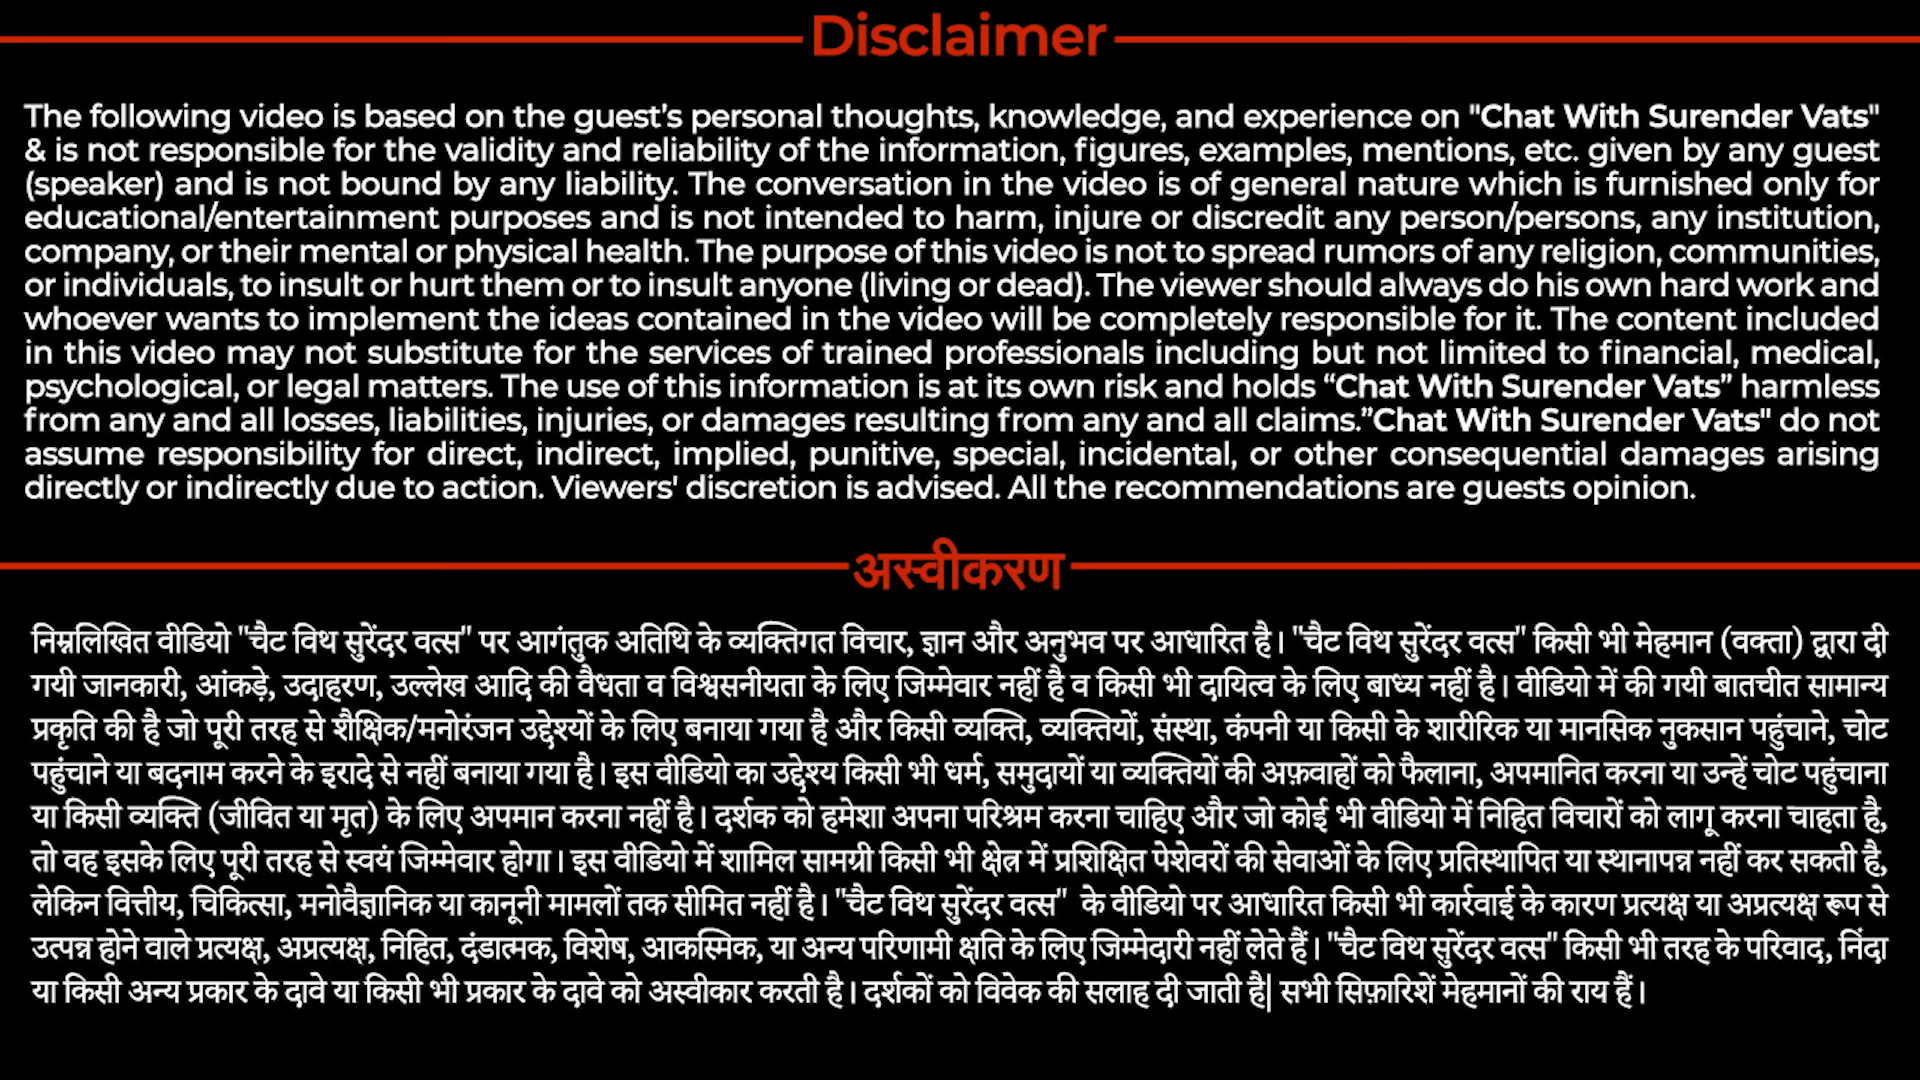 Disclaimer
The following video is based on the guest’s personal thoughts, knowledge, and experience on "Chat With Surender Vats"
& is not responsible for the validity and reliability of the information, figures, examples, mentions, etc. given by any guest
(speaker) and is not bound by any liability. The conversation in the video is of general nature which is furnished only for
educational/entertainment purposes and is not intended to harm, injure or discredit any person/persons, any institution,
company, or their mental or physical health. The purpose of this video is not to spread rumors of any religion, communities,
or individuals, to insult or hurt them or to insult anyone (living or dead). The viewer should always do his own hard work and
whoever wants to implement the ideas contained in the video will be completely responsible for it. The content included
in this video may not substitute for the services of trained professionals including but not limited to financial, medical,
psychological, or legal matters. The use of this information is at its own risk and holds “Chat With Surender Vats” harmless
from any and all losses, liabilities, injuries, or damages resulting from any and all claims.”Chat With Surender Vats" do not
assume responsibility for direct, indirect, implied, punitive, special, incidental, or other consequential damages arising
directly or indirectly due to action. Viewers' discretion is advised. All the recommendations are guests opinion.
अस्वीकरण
निम्नलिखित वीडियो "चैट विथ सुरेंदर वत्स" पर आगंतुक अतिथि के व्यक्तिगत विचार, ज्ञान और अनुभव पर आधारित है। "चैट विथ सुरेंदर वत्स" किसी भी मेहमान (वक्ता) द्वारा दी
गयी जानकारी, आंकड़े, उदाहरण, उल्लेख आदि की वैधता व विश्वसनीयता के लिए जिम्मेवार नहीं है व किसी भी दायित्व के लिए बाध्य नहीं है। वीडियो में की गयी बातचीत सामान्य
प्रकृति की है जो पूरी तरह से शैक्षिक/मनोरंजन उद्देश्यों के लिए बनाया गया है और किसी व्यक्ति, व्यक्तियों, संस्था, कंपनी या किसी के शारीरिक या मानसिक नुकसान पहुंचाने, चोट
पहुंचाने या बदनाम करने के इरादे से नहीं बनाया गया है। इस वीडियो का उद्देश्य किसी भी धर्म, समुदायों या व्यक्तियों की अफ़वाहों को फैलाना, अपमानित करना या उन्हें चोट पहुंचाना
या किसी व्यक्ति (जीवित या मृत) के लिए अपमान करना नहीं है। दर्शक को हमेशा अपना परिश्रम करना चाहिए और जो कोई भी वीडियो में निहित विचारों को लागू करना चाहता है,
तो वह इसके लिए पूरी तरह से स्वयं जिम्मेवार होगा। इस वीडियो में शामिल सामग्री किसी भी क्षेत्र में प्रशिक्षित पेशेवरों की सेवाओं के लिए प्रतिस्थापित या स्थानापन्न नहीं कर सकती है,
लेकिन वित्तीय, चिकित्सा, मनोवैज्ञानिक या कानूनी मामलों तक सीमित नहीं है। "चैट विथ सुरेंदर वत्स" के वीडियो पर आधारित किसी भी कार्रवाई के कारण प्रत्यक्ष या अप्रत्यक्ष रूप से
उत्पन्न होने वाले प्रत्यक्ष, अप्रत्यक्ष, निहित, दंडात्मक, विशेष, आकस्मिक, या अन्य परिणामी क्षति के लिए जिम्मेदारी नहीं लेते हैं। "चैट विथ सुरेंदर वत्स" किसी भी तरह के परिवाद, निंदा
या किसी अन्य प्रकार के दावे या किसी भी प्रकार के दावे को अस्वीकार करती है। दर्शकों को विवेक की सलाह दी जाती है| सभी सिफ़ारिशें मेहमानों की राय हैं।